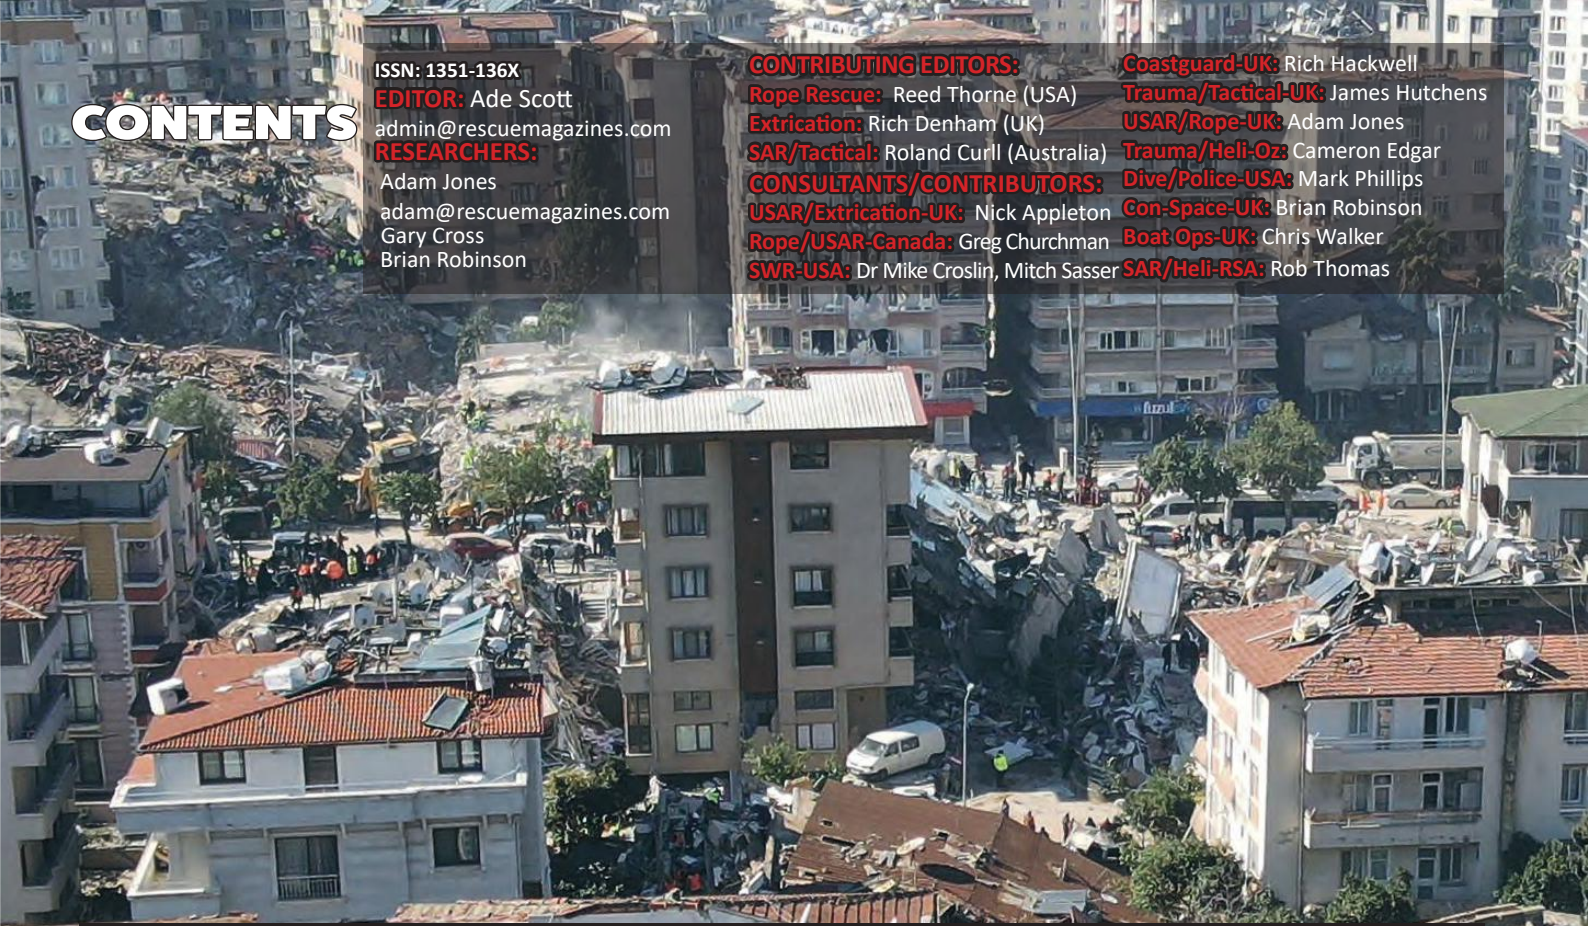 CONTENTS
ISSN: 1351-136X
EDITOR: Ade Scott
admin@rescuemagazines.com
RESEARCHERS:
Adam Jones
adam@rescuemagazines.com
Gary Cross
Brian Robinson
CONTRIBUTING EDITORS:
Rope Rescue: Reed Thorne (USA)
Extrication: Rich Denham (UK)
SAR/Tactical: Roland Curll (Australia)
CONSULTANTS/CONTRIBUTORS:
USAR/Extrication-UK: Nick Appleton
Rope/USAR-Canada: Greg Churchman
SWR-USA: Dr Mike Croslin, Mitch Sasser
Coastguard-UK: Rich Hackwell
Trauma/Tactical-UK: James Hutchens
USAR/Rope-UK: Adam Jones
Trauma/Heli-Oz: Cameron Edgar
Dive/Police-USA: Mark Phillips
Con-Space-UK: Brian Robinson
Boat Ops-UK: Chris Walker
SAR/Heli-RSA: Rob Thomas
fuzul